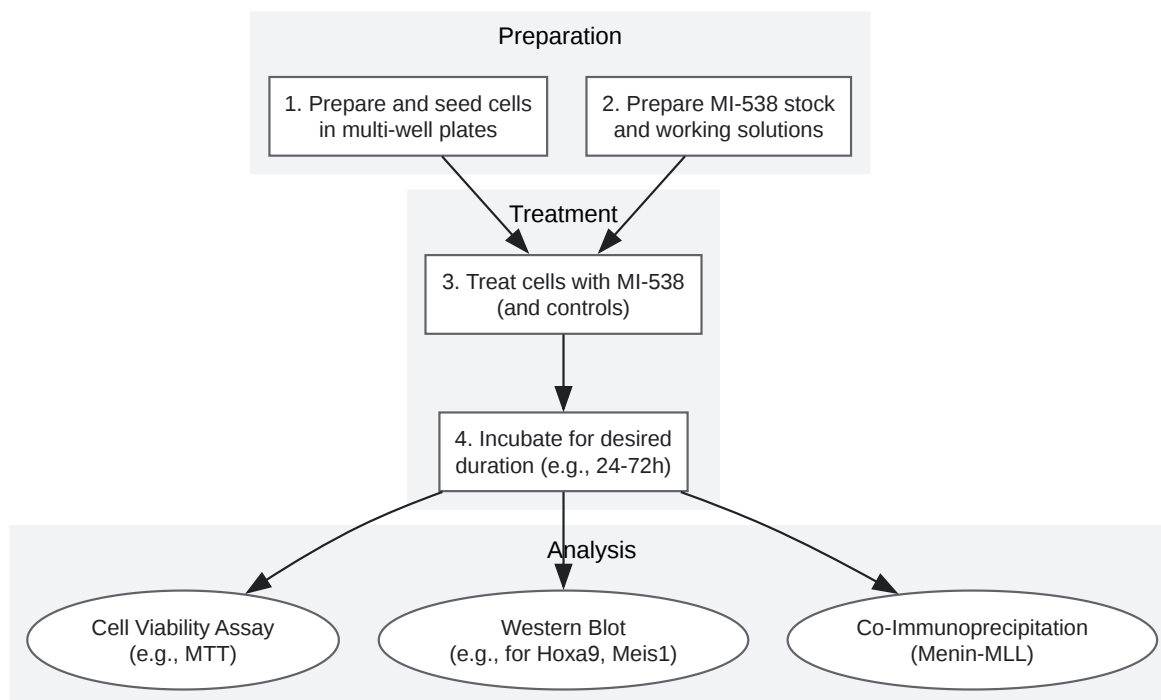 Preparation
1. Prepare and seed cells
in multi-well plates
2. Prepare MI-538 stock
and working solutions
Treatment
3. Treat cells with MI-538
(and controls)
4. Incubate for desired
duration (e.g., 24-72h)
Analysis
Cell Viability Assay
(e.g., MTT)
Western Blot
(e.g., for Hoxa9, Meis1)
Co-Immunoprecipitation
(Menin-MLL)